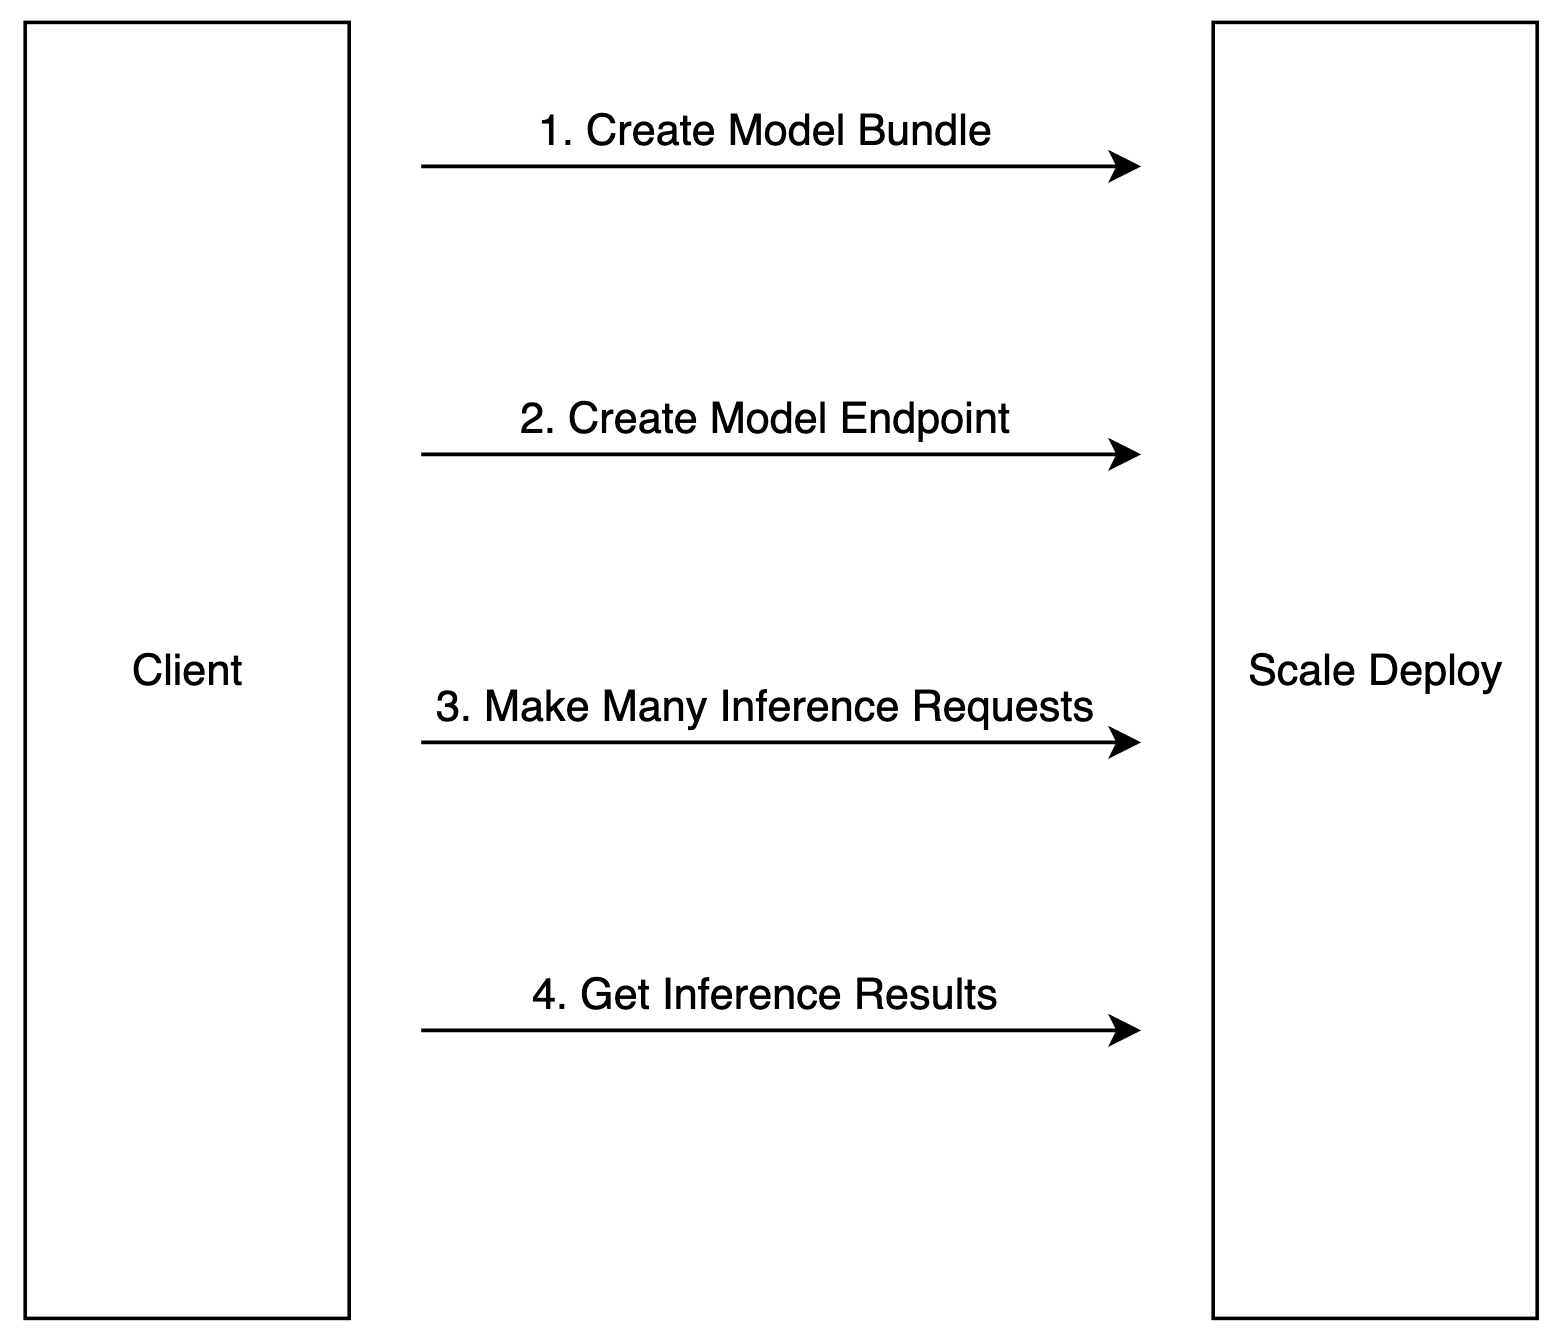 1. Create Model Bundle
2. Create Model Endpoint
Client
Scale Deploy
3. Make Many Inference Requests
4. Get Inference Results